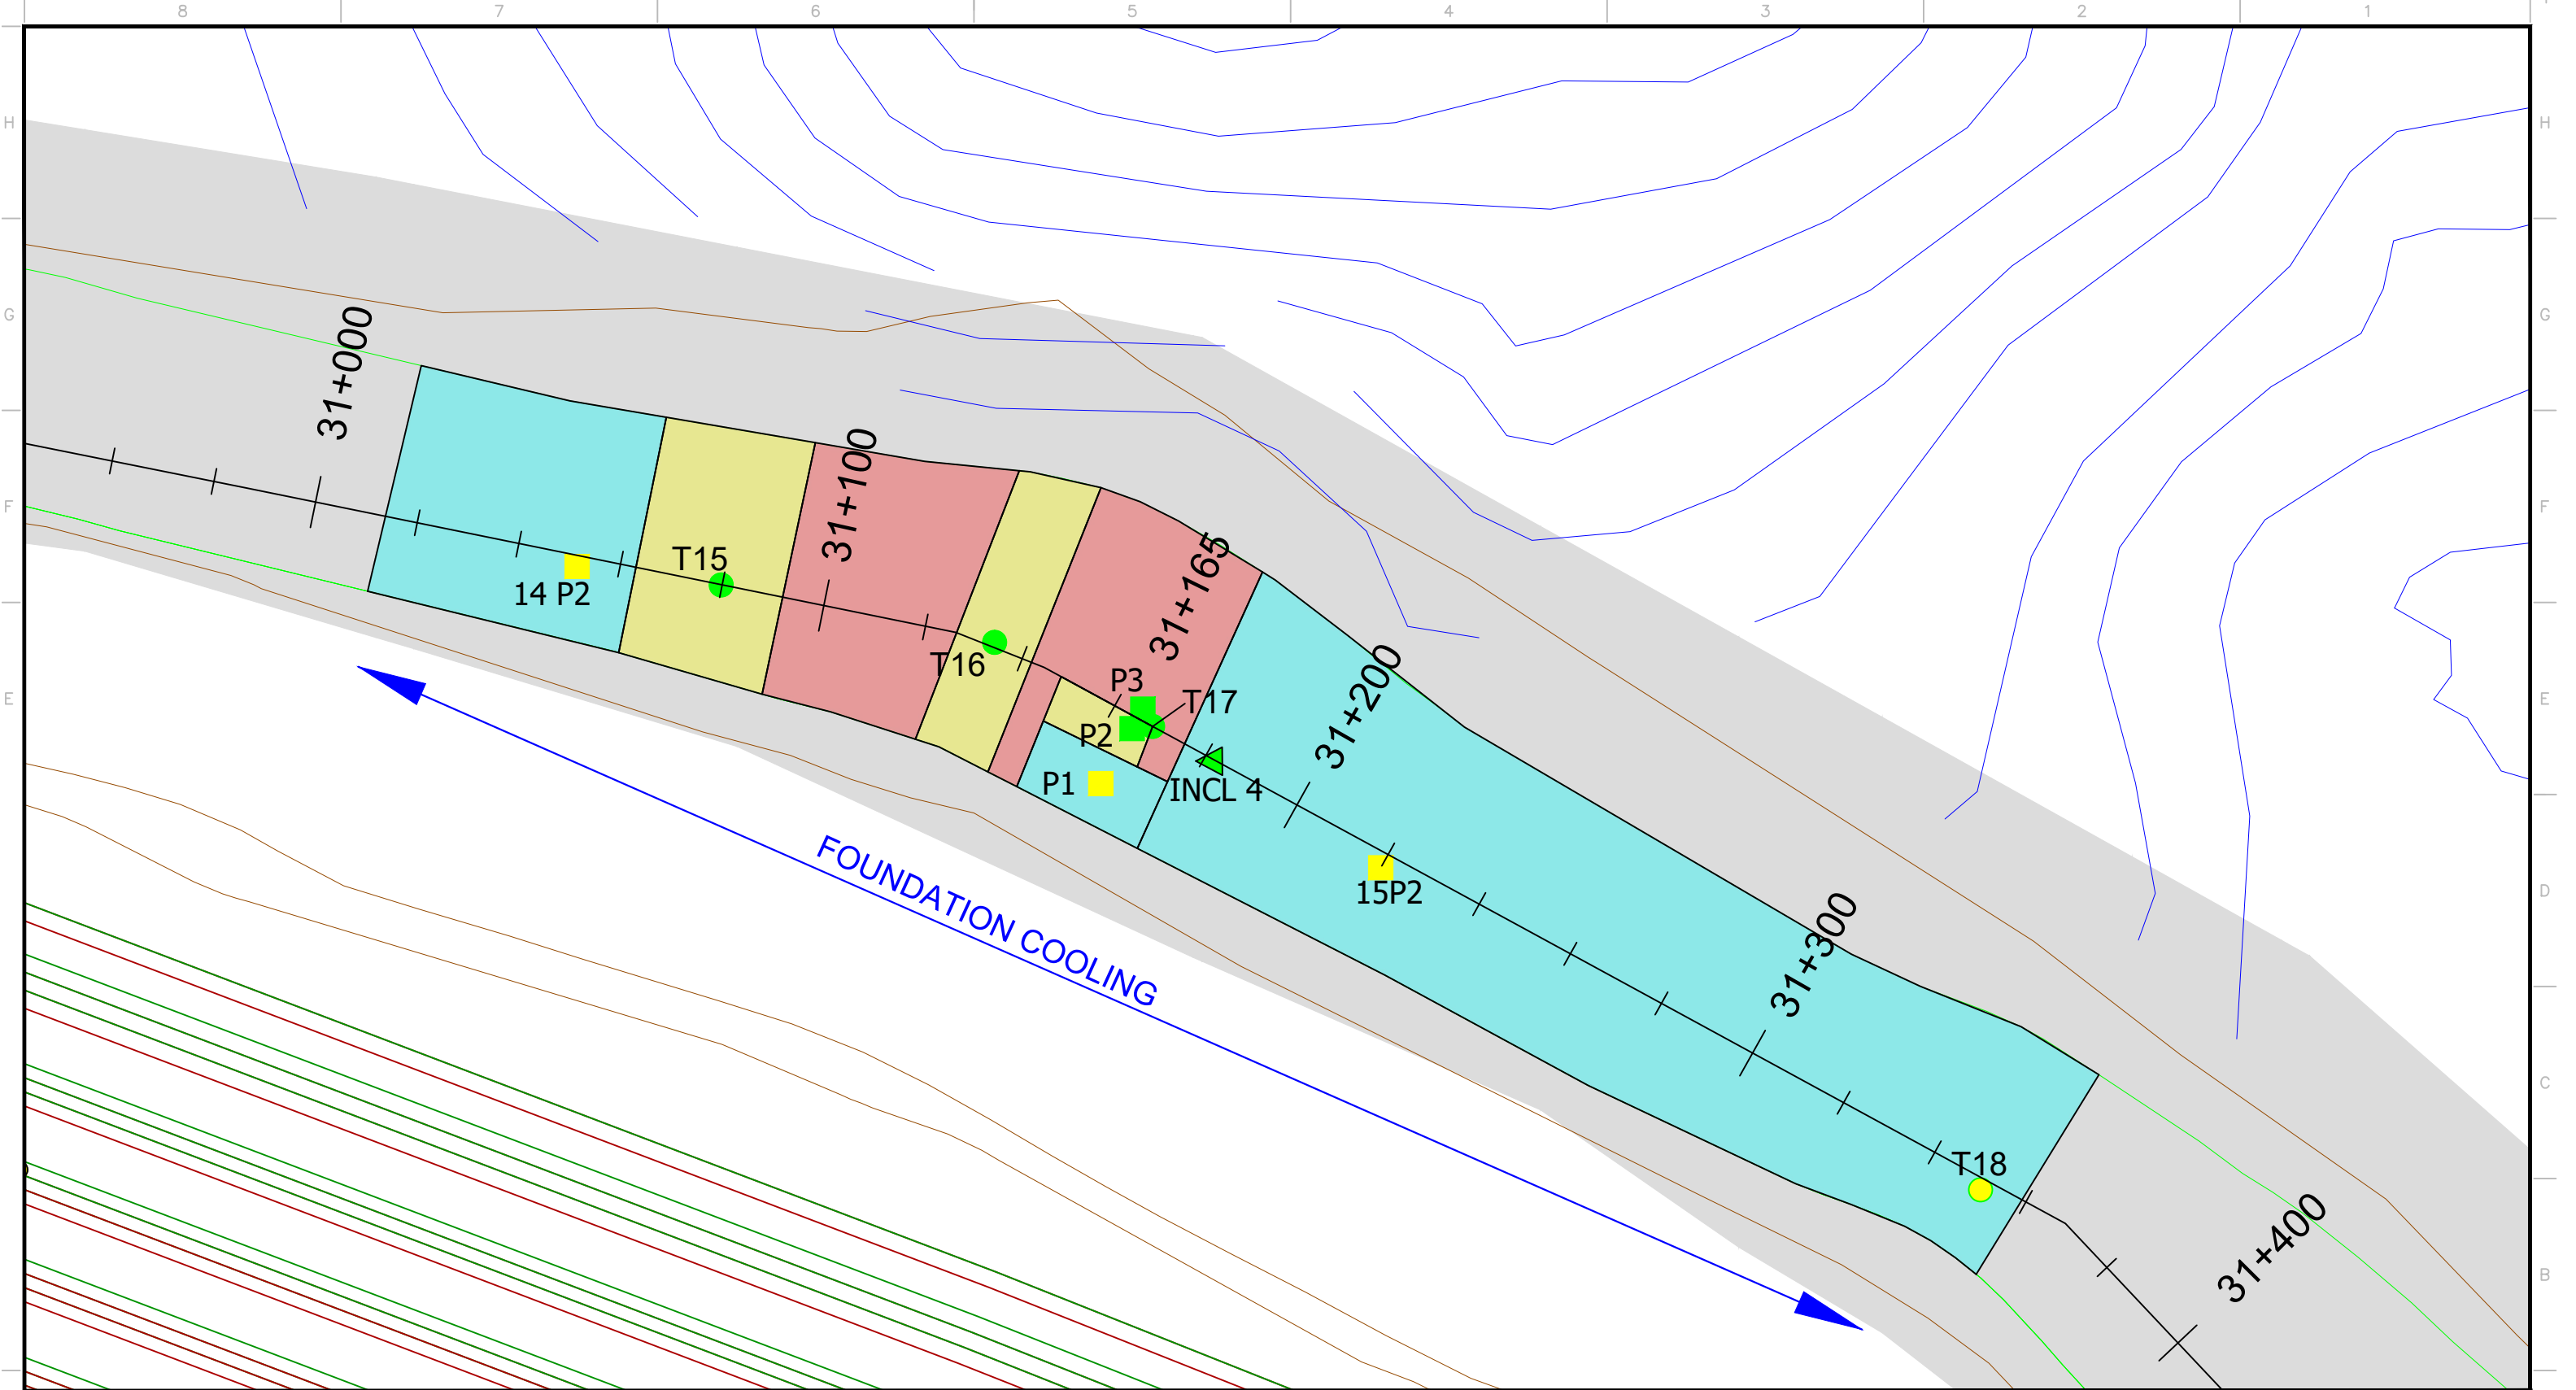 8 7 6 5 4 3 2 1
H H
G G
31+000
F F
31+100
T15
14 P2
31+165
T16
E E
P3
T17
P2
31+200
P1
INCL 4
15P2
D D
FOUNDATION COOLING
31+300
C C
T18
31+400
B